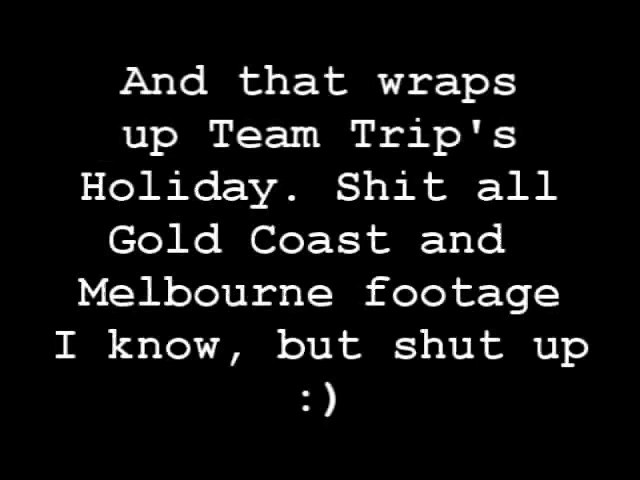 And that wraps
up Team Trip's
Holiday. Shit all
Gold Coast and
Melbourne footage
I know, but shut up
:)